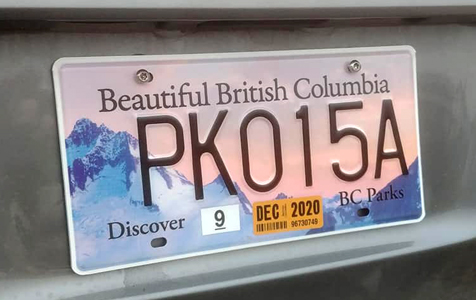 Beautiful British Columbia
PK015A
Discover 9 DEC 2020 BC Parks
96730749